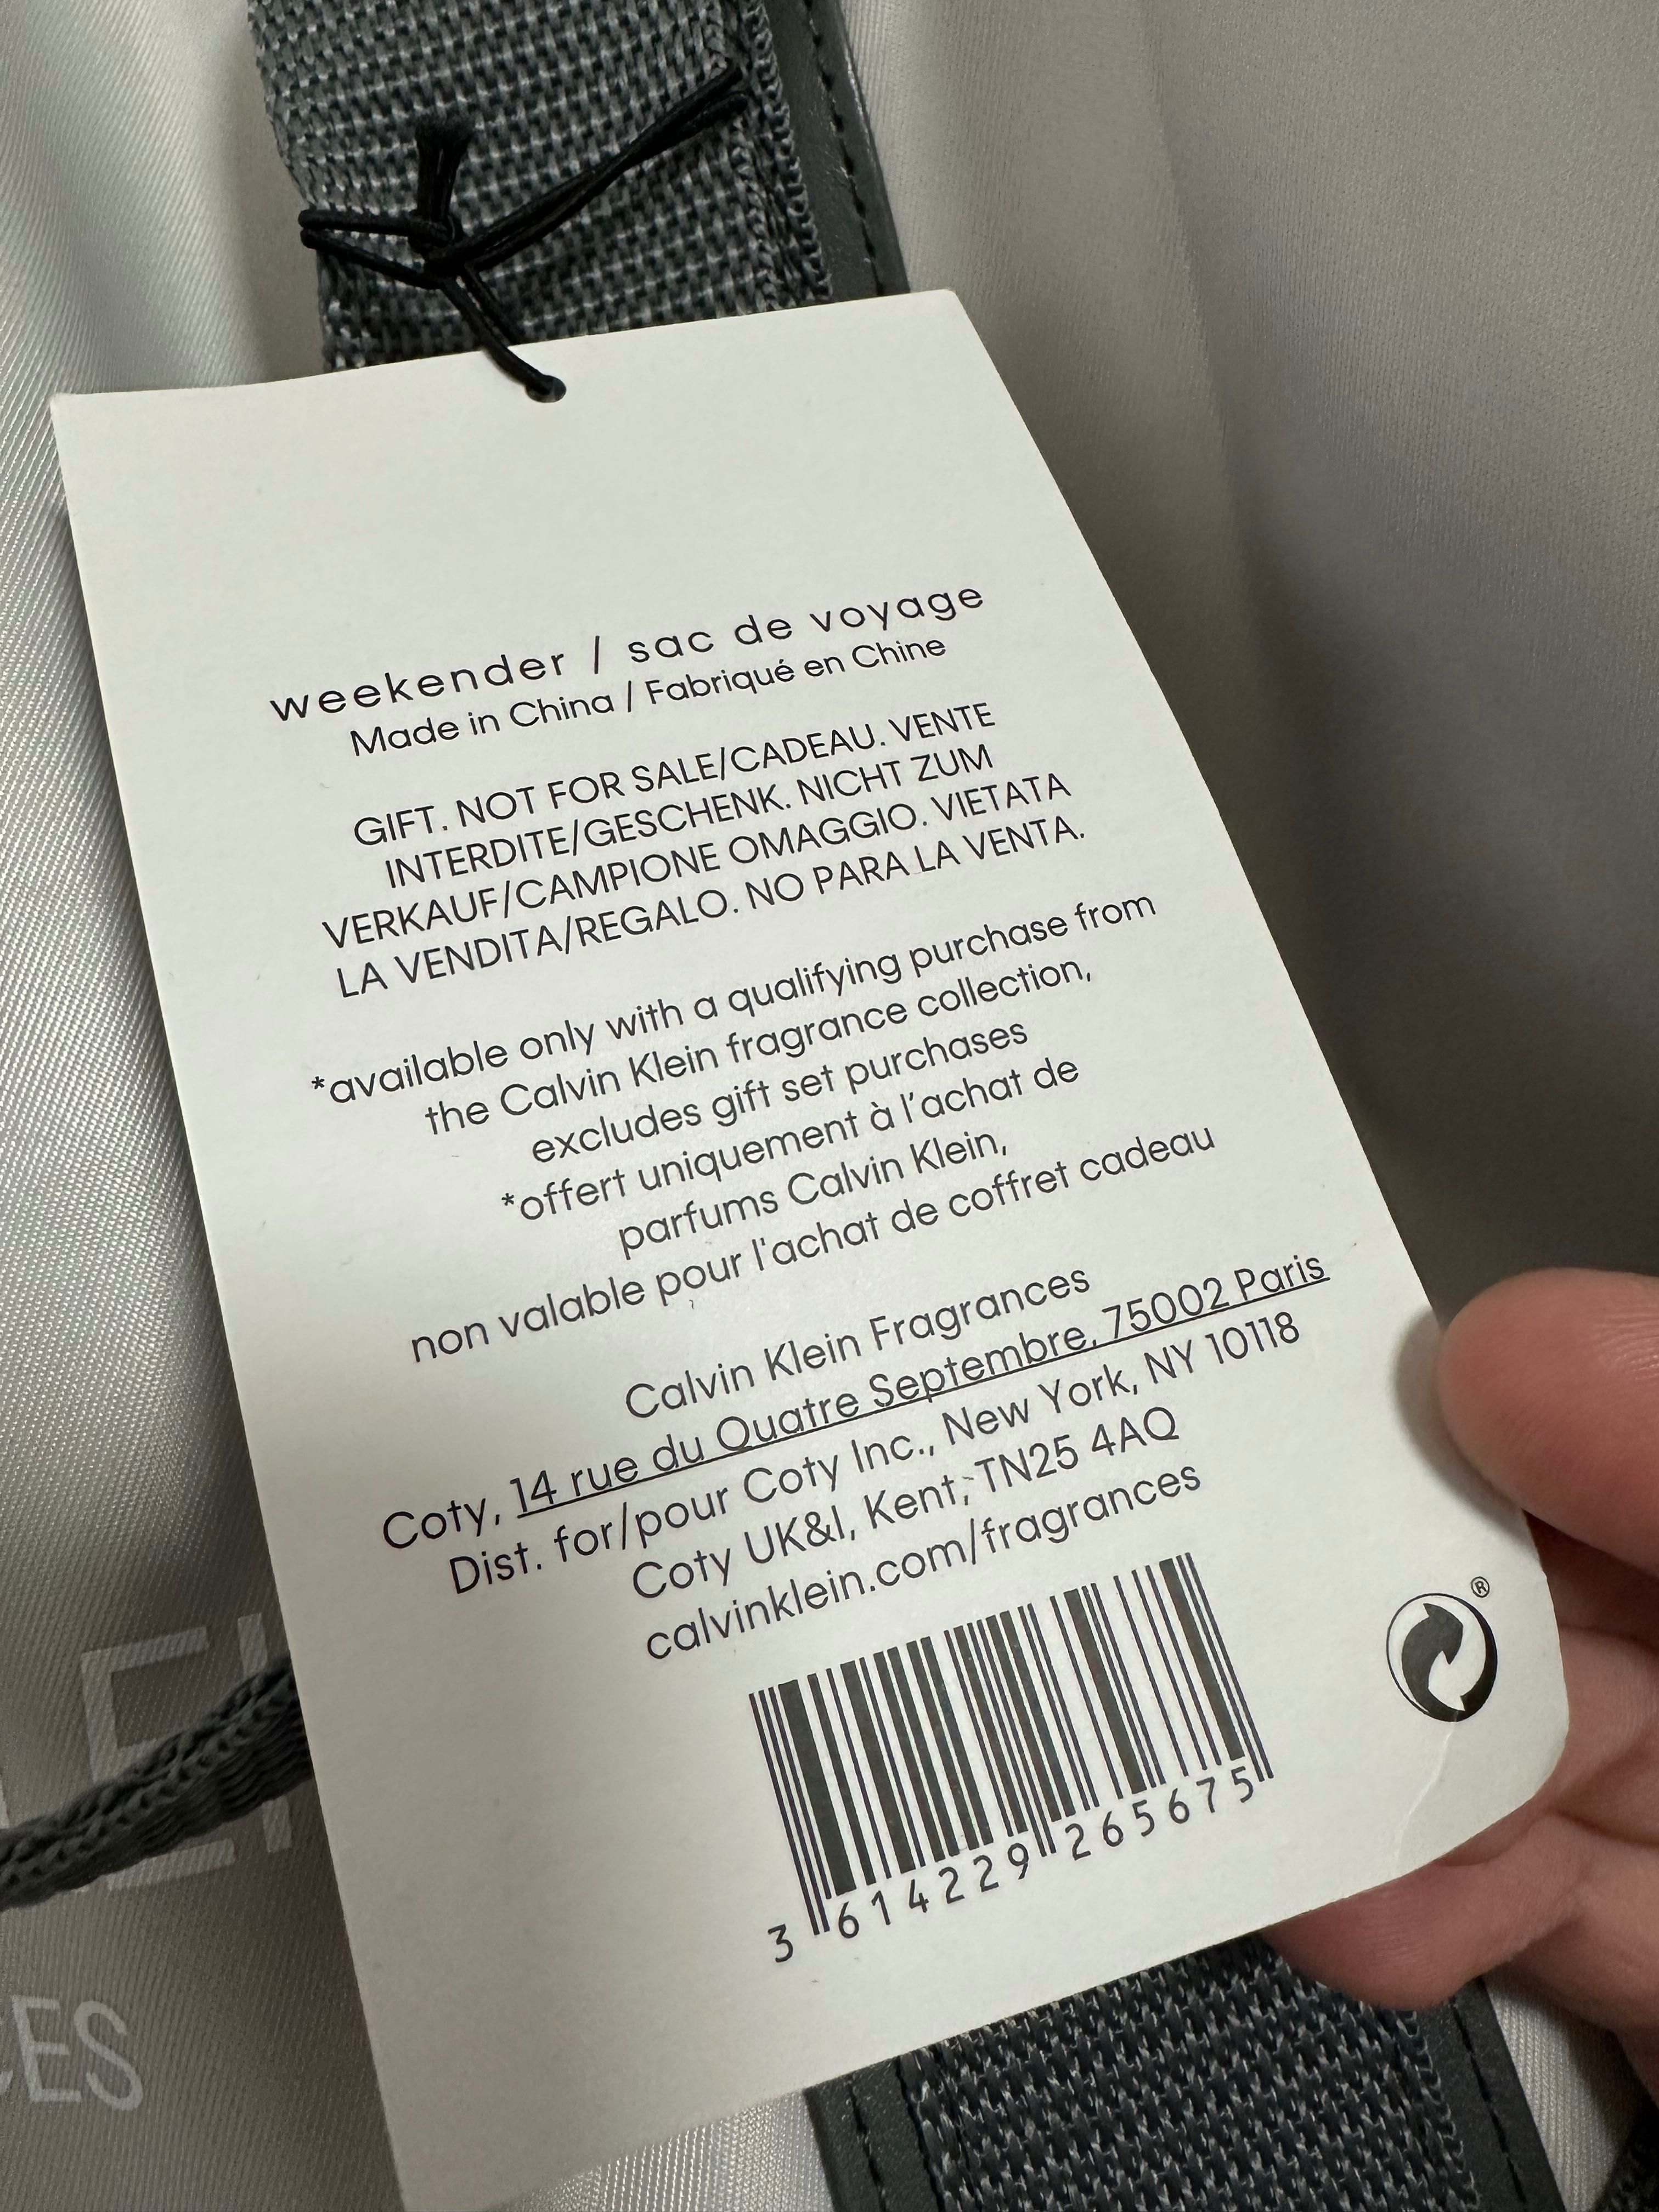 weekender / sac de voyage
Made in China / Fabriqué en Chine
GIFT. NOT FOR SALE/CADEAU. VENTE
INTERDITE/GESCHENK. NICHT ZUM
VERKAUF/CAMPIONE OMAGGIO. VIETATA
LA VENDITA/REGALO. NO PARA LA VENTA.
*available only with a qualifying purchase from
the Calvin Klein fragrance collection,
excludes gift set purchases
*offert uniquement à l'achat de
parfums Calvin Klein,
non valable pour l'achat de coffret cadeau
Calvin Klein Fragrances
Coty, 14 rue du Quatre Septembre, 75002 Paris
Dist. for/pour Coty Inc., New York, NY 10118
Coty UK&I, Kent, TN25 4AQ
calvinklein.com/fragrances
®
3 614229 265675